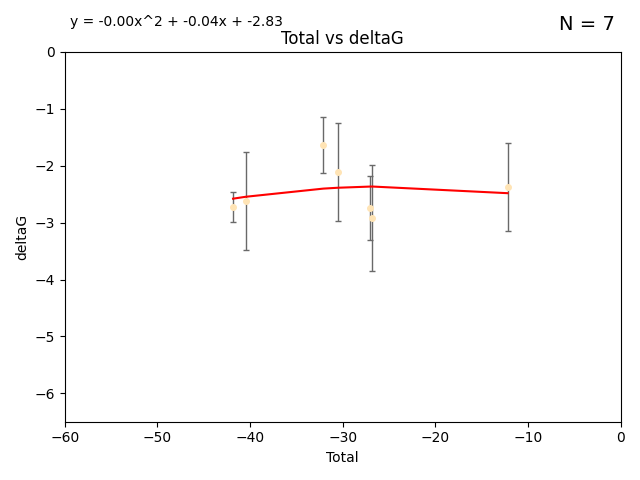 y = -0.00x^2 + -0.04x + -2.83
N = 7
Total vs deltaG
0
−1
−2
−3
−4
−5
−6
deltaG
−60 −50 −40 −30 −20 −10 0
Total